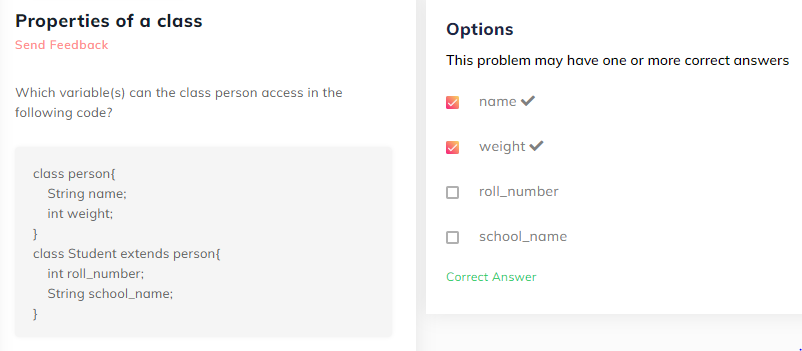 Properties of a class
Send Feedback
Which variable(s) can the class person access in the
following code?
class person{
String name;
int weight;
}
class Student extends person{
int roll_number;
String school_name;
}
Options
This problem may have one or more correct answers
name
weight
roll_number
school_name
Correct Answer